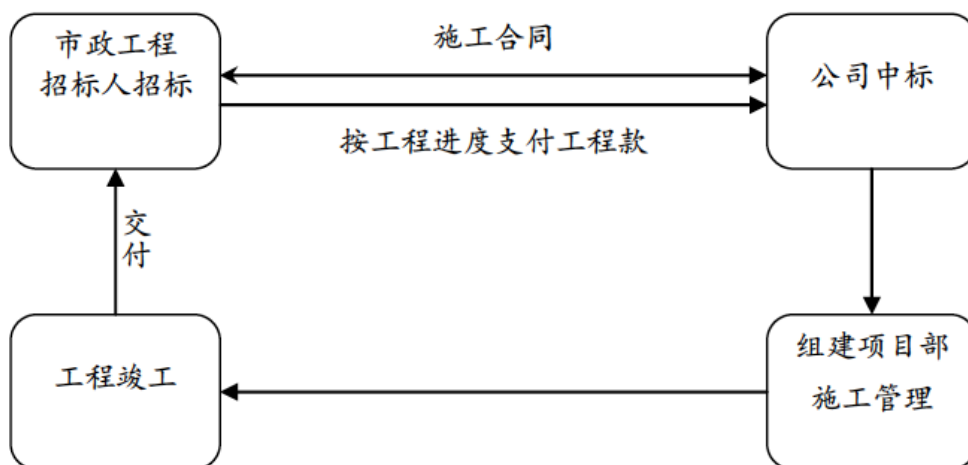 市政工程
招标人招标
施工合同
公司中标
按工程进度支付工程款
交
付
工程竣工
组建项目部
施工管理